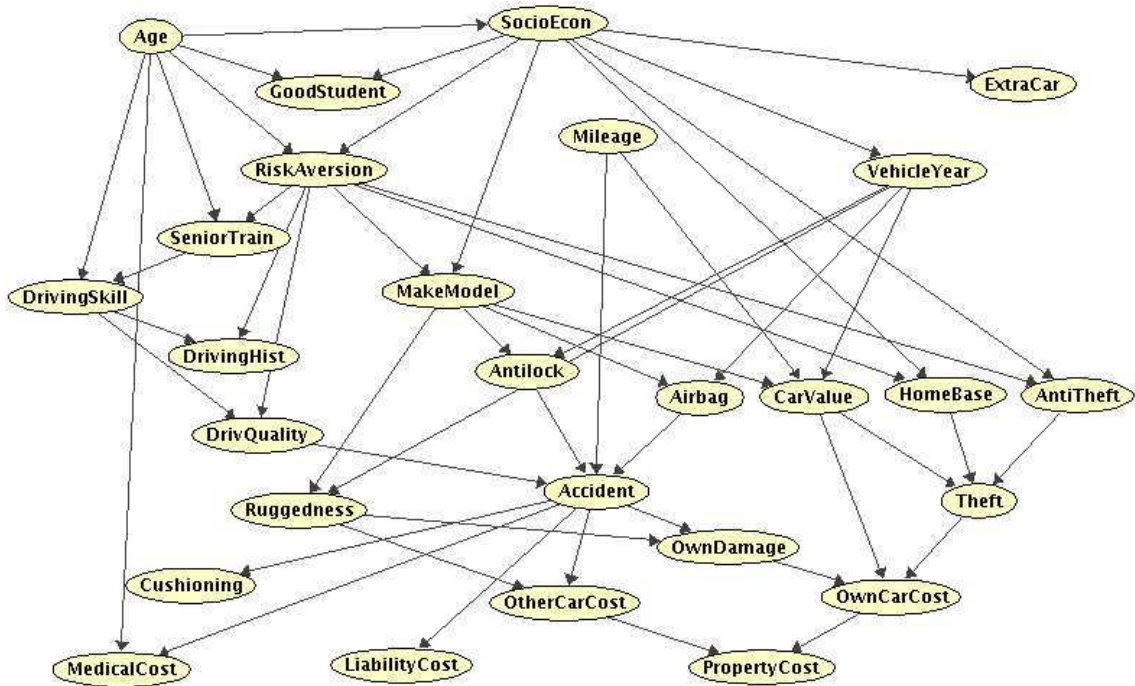 SocioEcon
Age
GoodStudent
ExtraCar
Mileage
RiskAversion
VehicleYear
SeniorTrain
DrivingSkill
MakeModel
DrivingHist
Antilock
Airbag
CarValue
HomeBase
AntiTheft
DrivQuality
Accident
Ruggedness
Theft
OwnDamage
Cushioning
OtherCarCost
OwnCarCost
MedicalCost
LiabilityCost
PropertyCost